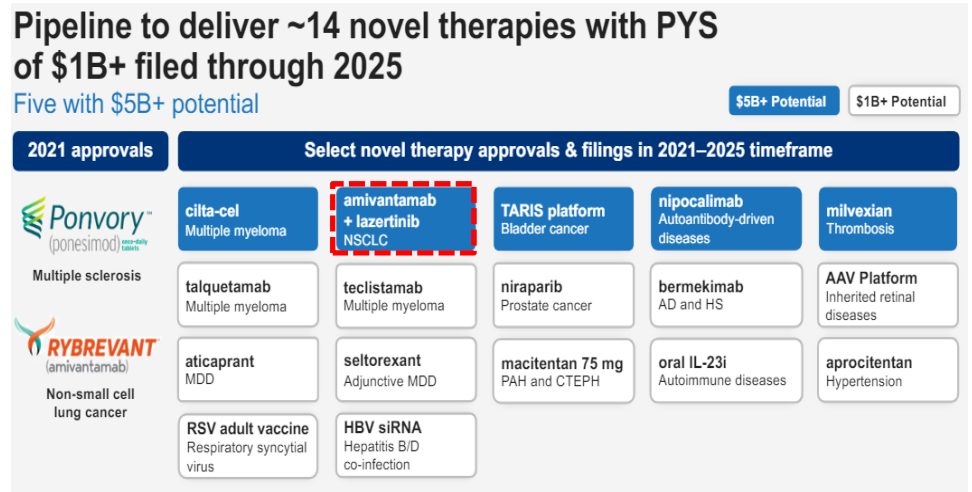 Pipeline to deliver ~14 novel therapies with PYS
of $1B+ filed through 2025
Five with $5B+ potential
$5B+ Potential
$1B+ Potential
2021 approvals
Select novel therapy approvals & filings in 2021–2025 timeframe
Ponvory™
(ponesimod) once-daily
tablets
Multiple sclerosis
RYBREVANT™
(amivantamab)
Non-small cell
lung cancer
cilta-cel
Multiple myeloma
amivantamab
+ lazertinib
NSCLC
TARIS platform
Bladder cancer
nipocalimab
Autoantibody-driven
diseases
milvexian
Thrombosis
talquetamab
Multiple myeloma
teclistamab
Multiple myeloma
niraparib
Prostate cancer
bermekimab
AD and HS
AAV Platform
Inherited retinal
diseases
aticaprant
MDD
seltorexant
Adjunctive MDD
macitentan 75 mg
PAH and CTEPH
oral IL-23i
Autoimmune diseases
aprocitentan
Hypertension
RSV adult vaccine
Respiratory syncytial
virus
HBV siRNA
Hepatitis B/D
co-infection